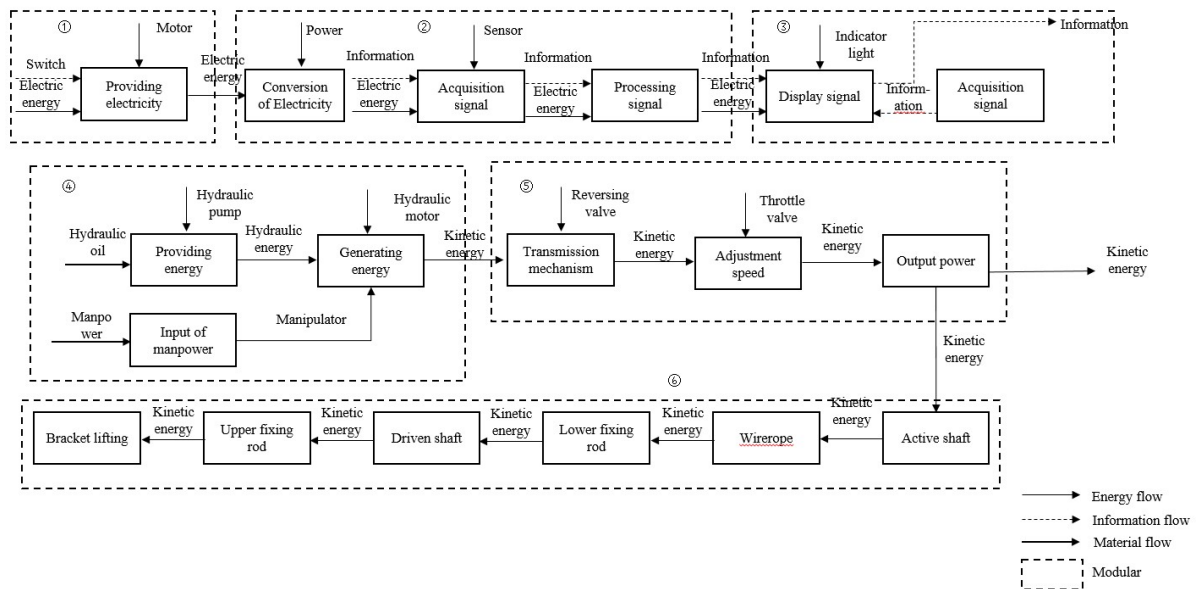 ①
Motor
Switch
Electric
energy
Providing
electricity
Electric
energy
②
Power
Conversion
of Electricity
Information
Electric
energy
Sensor
Acquisition
signal
Information
Electric
energy
Processing
signal
Information
Electric
energy
③
Indicator
light
Display signal
Information
Inform-
ation
Acquisition
signal
④
Hydraulic
pump
Hydraulic
oil
Providing
energy
Hydraulic
energy
Hydraulic
motor
Generating
energy
Kinetic
energy
Manpo
wer
Input of
manpower
Manipulator
⑤
Reversing
valve
Transmission
mechanism
Kinetic
energy
Throttle
valve
Adjustment
speed
Kinetic
energy
Output power
Kinetic
energy
Kinetic
energy
⑥
Bracket lifting
Kinetic
energy
Upper fixing
rod
Kinetic
energy
Driven shaft
Kinetic
energy
Lower fixing
rod
Kinetic
energy
Wirerope
Kinetic
energy
Active shaft
Energy flow
Information flow
Material flow
Modular